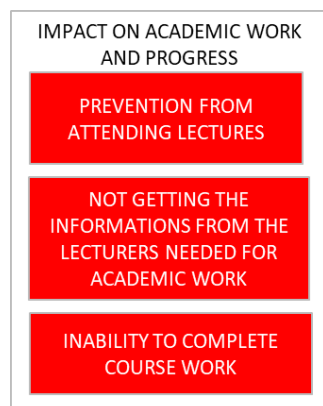 IMPACT ON ACADEMIC WORK
AND PROGRESS
PREVENTION FROM
ATTENDING LECTURES
NOT GETTING THE
INFORMATIONS FROM THE
LECTURERS NEEDED FOR
ACADEMIC WORK
INABILITY TO COMPLETE
COURSE WORK